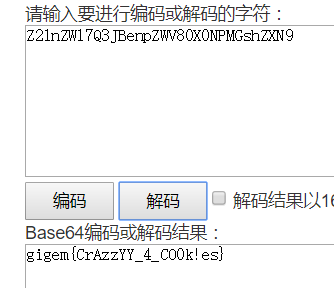 请输入要进行编码或解码的字符：
Z2lnZW17Q3JBenpZWV80X0NPMGshZXN9
编码 解码 解码结果以16
Base64编码或解码结果：
gigem{CrAzzYY_4_CO0k!es}